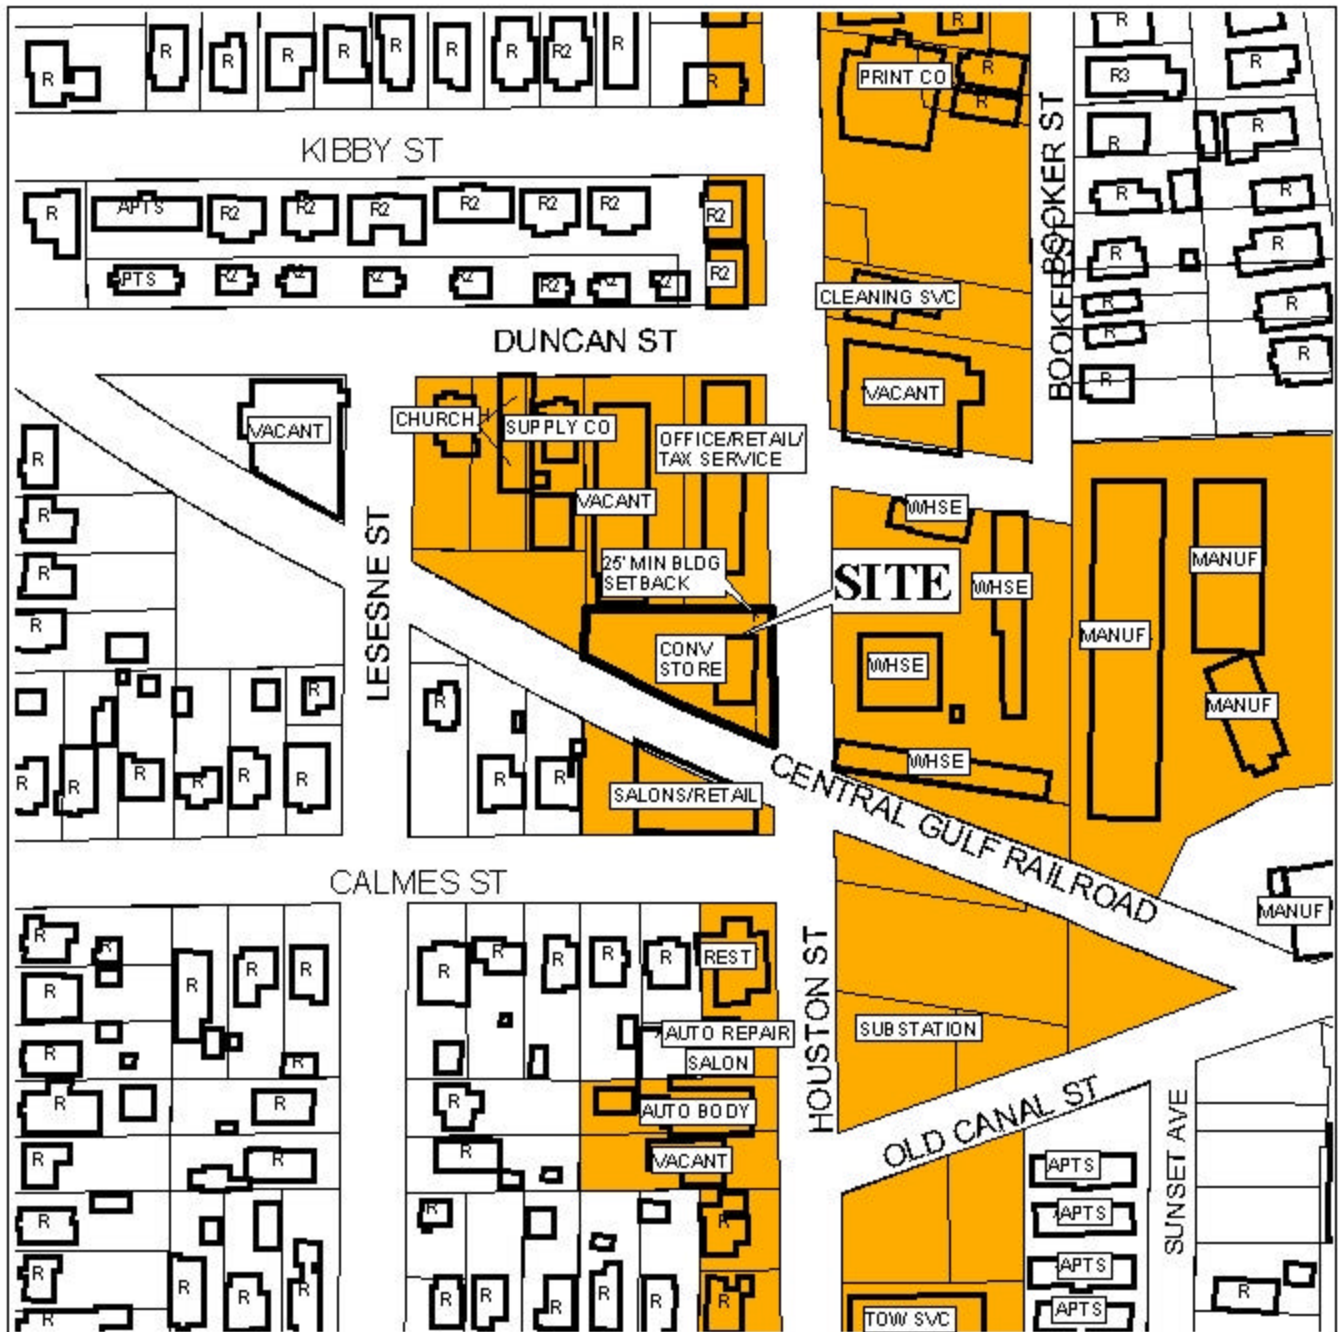 R
R
R
R
R
R
R
R
R2
R
R
R
PRINT CO
R
R
R
R3
R
KIBBY ST
BOOKER ST
R
R
R
R
R
APTS
R2
R2
R2
R2
R2
R2
R2
R
R
APTS
R2
R2
R2
R2
R2
R2
R2
R2
CLEANING SVC
R
R
R
DUNCAN ST
BOOKER ST
R
R
VACANT
VACANT
CHURCH
SUPPLY CO
OFFICE/RETAIL/
TAX SERVICE
VACANT
R
R
R
R
LESESNE ST
25' MIN BLDG
SETBACK
SITE
CONV
STORE
WHSE
WHSE
WHSE
WHSE
MANUF
MANUF
MANUF
R
R
R
R
R
R
R
R
R
R
SALONS/RETAIL
CENTRAL GULF RAILROAD
CALMES ST
MANUF
R
R
R
R
R
R
R
R
R
R
REST
HOUSTON ST
R
R
R
AUTO REPAIR
SALON
SUBSTATION
R
R
R
AUTO BODY
OLD CANAL ST
SUNSET AVE
R
R
R
VACANT
APTS
R
R
R
APTS
R
R
R
R
R
R
R
R
R
APTS
R
R
TOW SVC
APTS